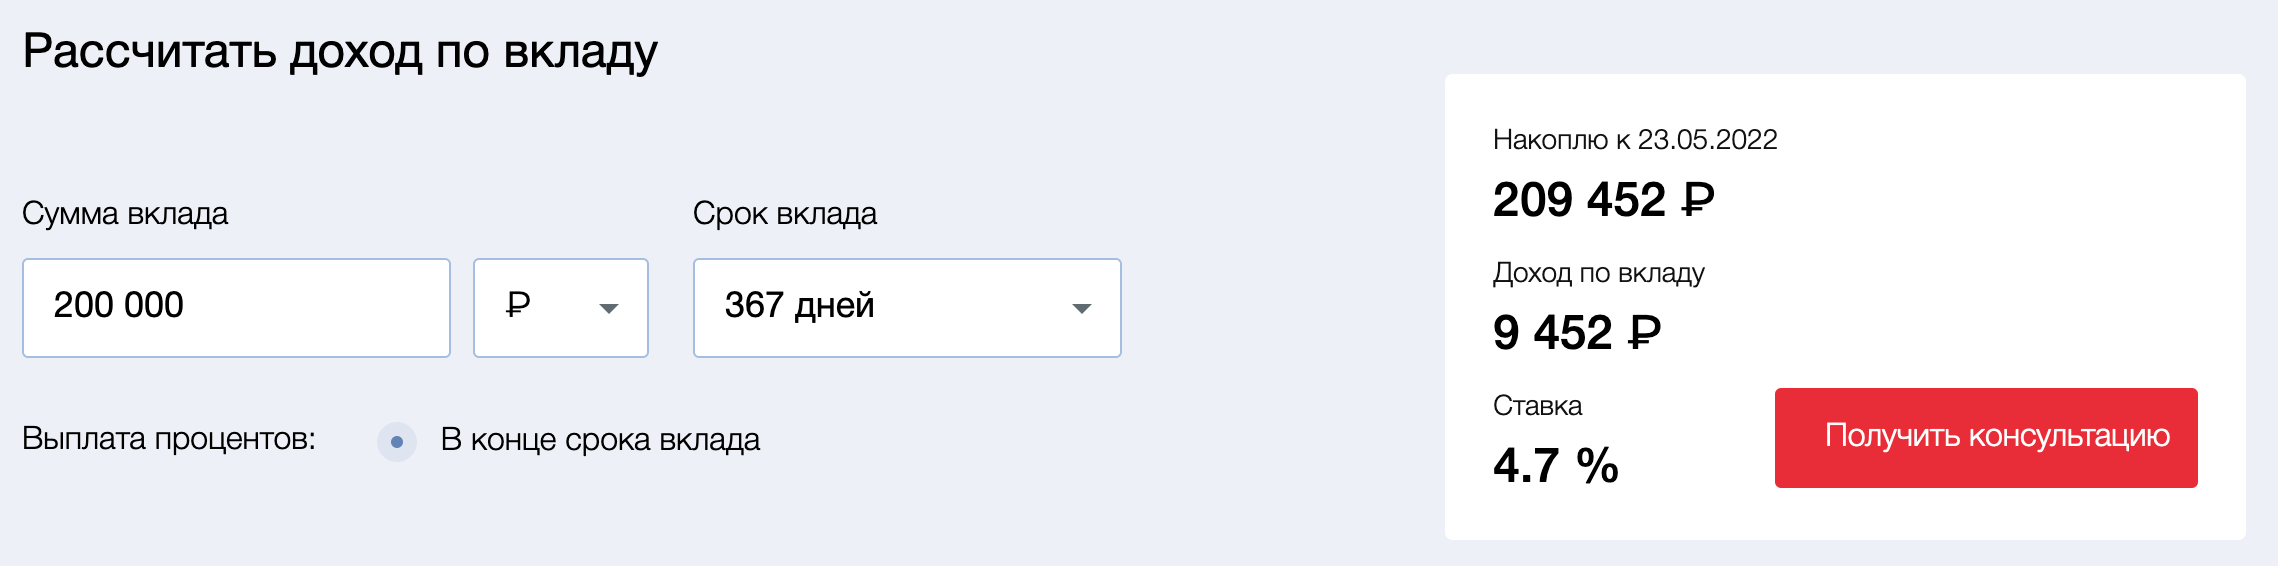 Рассчитать доход по вкладу
Сумма вклада
200 000
₽
Срок вклада
367 дней
Выплата процентов:
В конце срока вклада
Накоплю к 23.05.2022
209 452 ₽
Доход по вкладу
9 452 ₽
Ставка
4.7 %
Получить консультацию